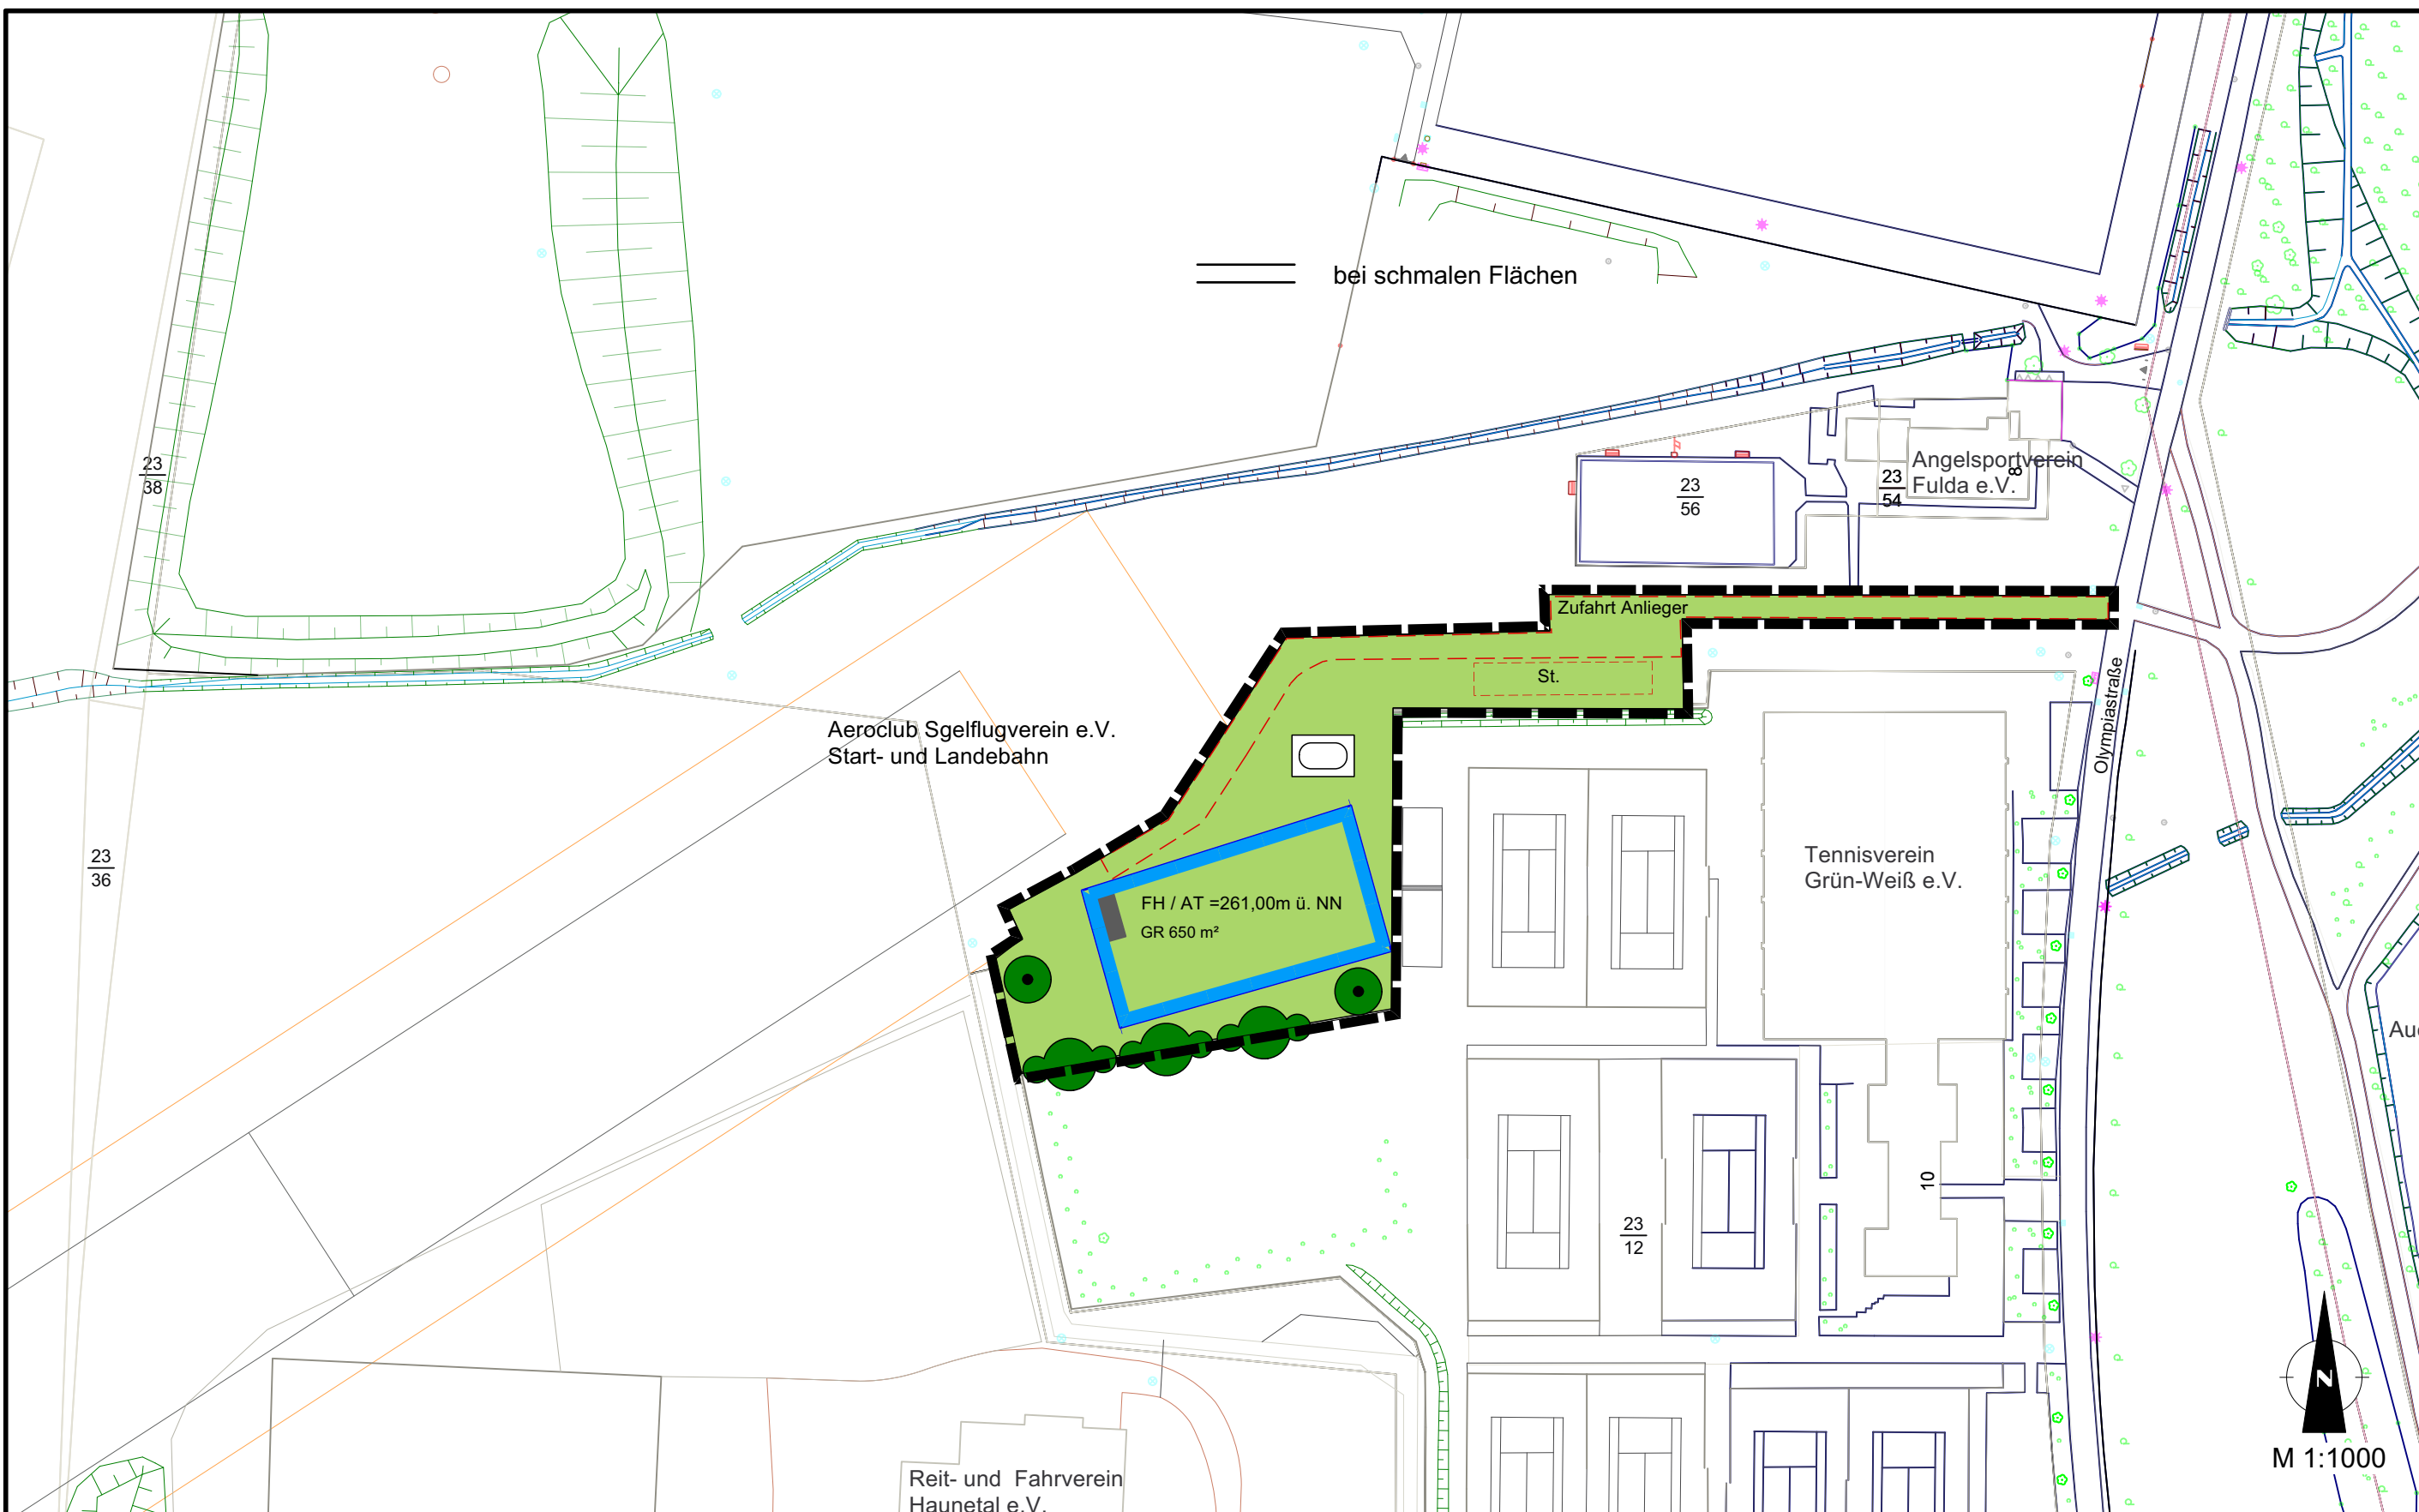 bei schmalen Flächen
23
38
Angelsportverein
Fulda e.V.
8
23
54
23
56
Zufahrt Anlieger
St.
Olympiastraße
Aeroclub Sgelflugverein e.V.
Start- und Landebahn
23
36
Tennisverein
Grün-Weiß e.V.
FH / AT =261,00m ü. NN
GR 650 m²
Au
10
23
12
N
M 1:1000
Reit- und Fahrverein
Haunetal e.V.